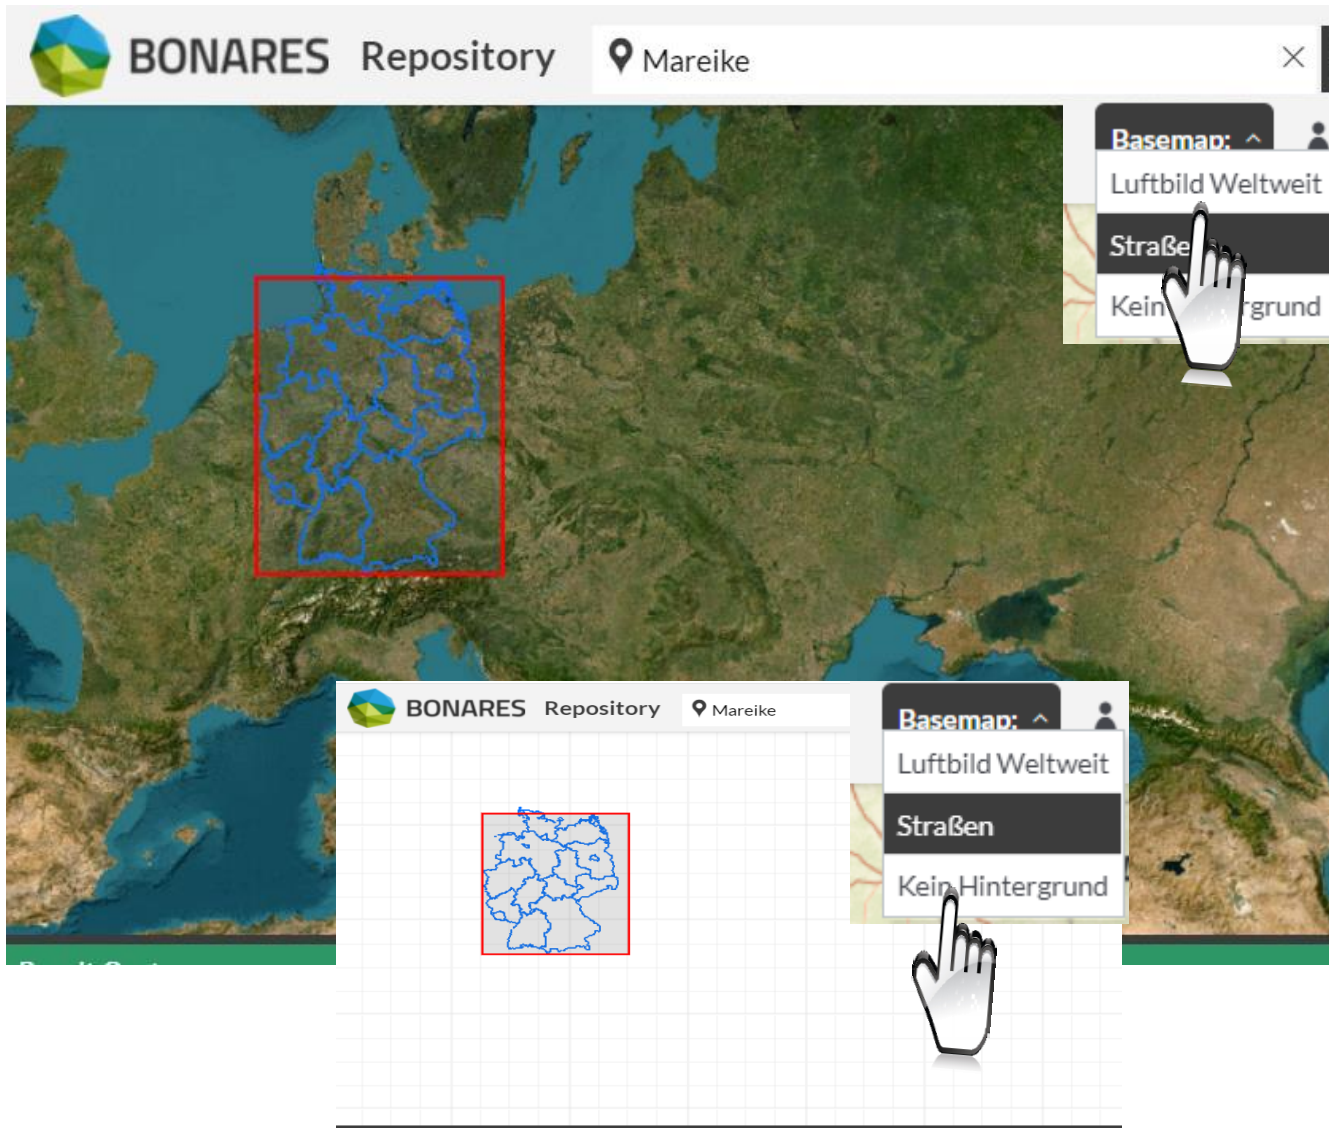 BONARES Repository Mareike
Basemap:
Luftbild Weltweit
Straße
Kein rgrund
BONARES Repository Mareike
Basemap:
Luftbild Weltweit
Straßen
Kein Hintergrund